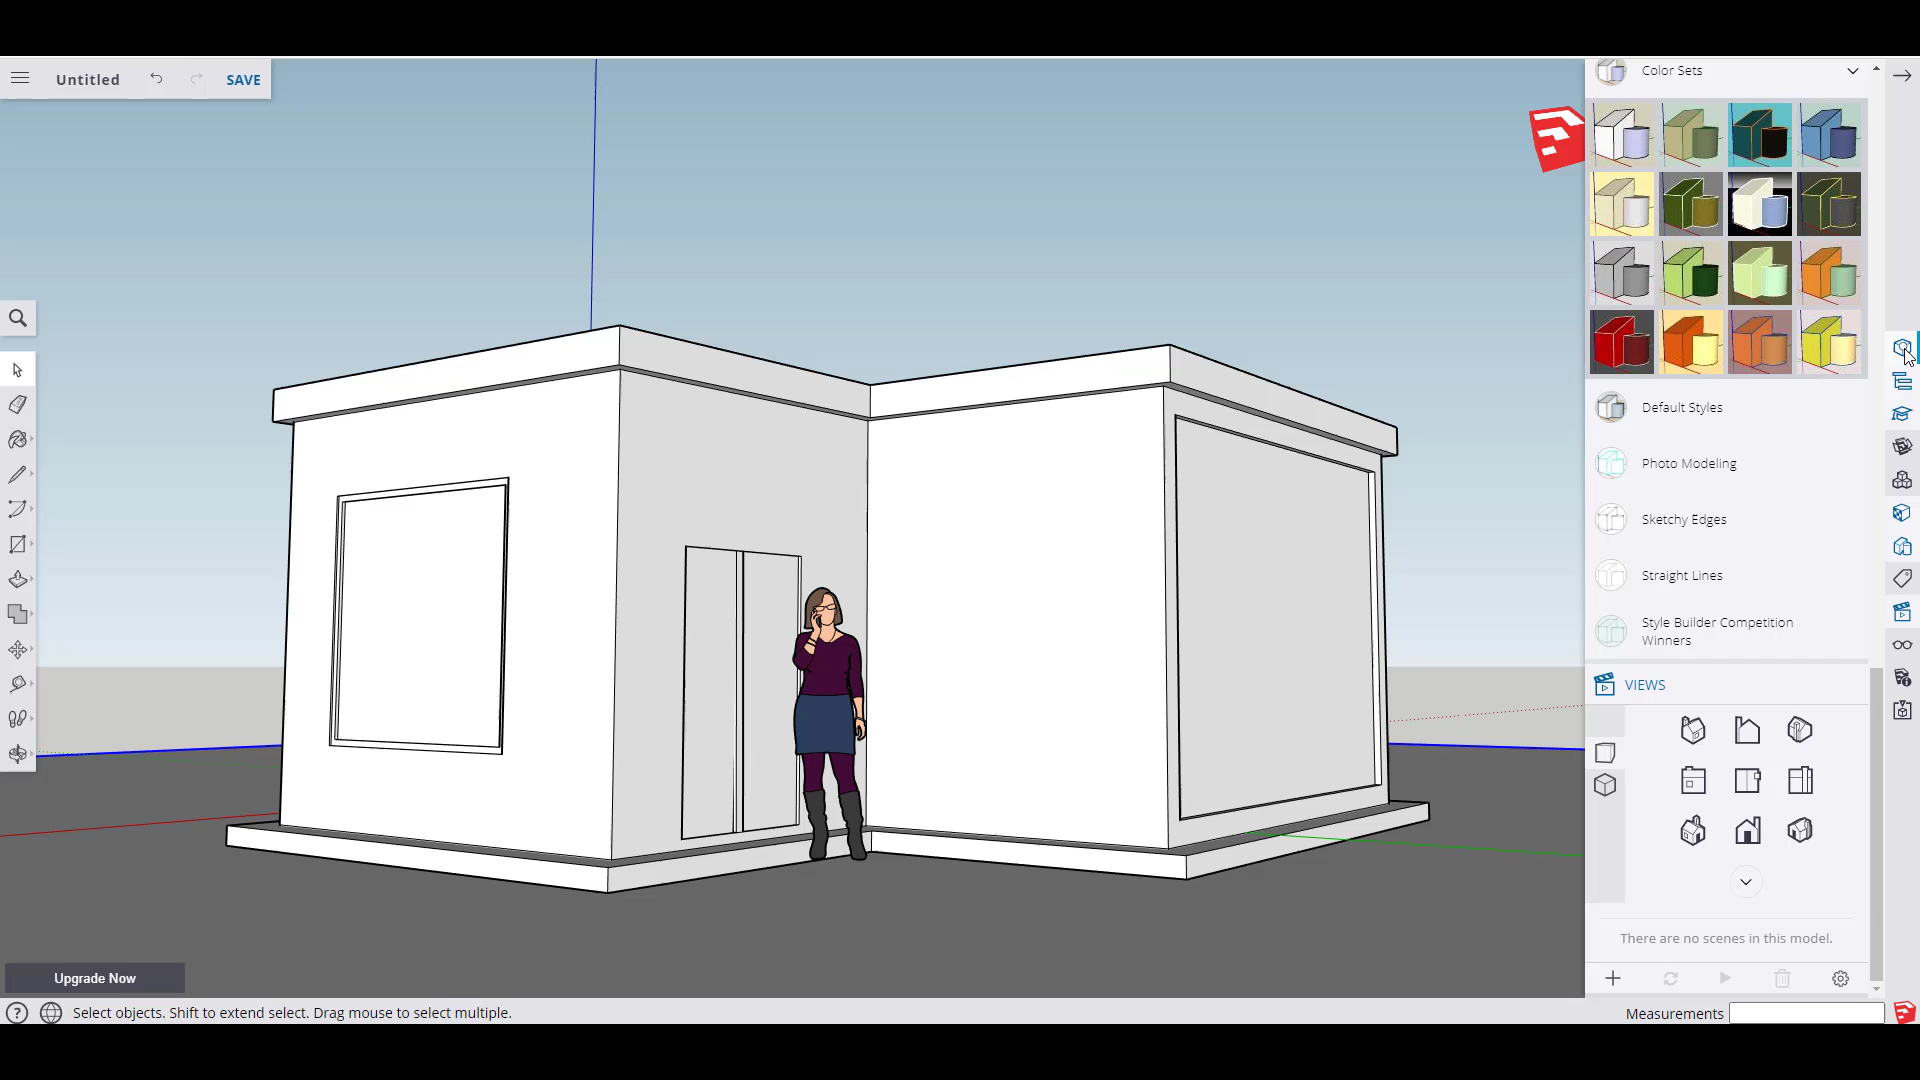 Untitled
SAVE
Color Sets
Default Styles
Photo Modeling
Sketchy Edges
Straight Lines
Style Builder Competition
Winners
VIEWS
There are no scenes in this model.
Upgrade Now
Select objects. Shift to extend select. Drag mouse to select multiple.
Measurements